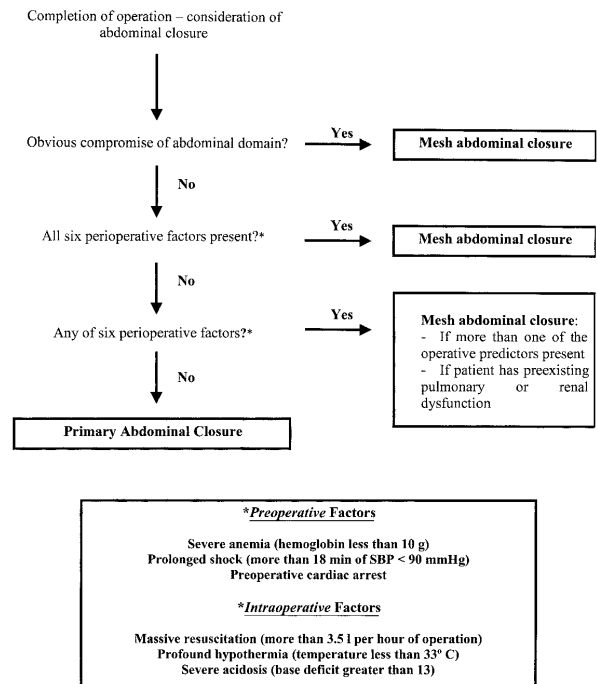 Completion of operation – consideration of
abdominal closure
Obvious compromise of abdominal domain?
Yes
Mesh abdominal closure
No
All six perioperative factors present?*
Yes
Mesh abdominal closure
No
Any of six perioperative factors?*
Yes
Mesh abdominal closure:
- If more than one of the
operative predictors present
- If patient has preexisting
pulmonary or renal
dysfunction
No
Primary Abdominal Closure
*Preoperative Factors
Severe anemia (hemoglobin less than 10 g)
Prolonged shock (more than 18 min of SBP < 90 mmHg)
Preoperative cardiac arrest
*Intraoperative Factors
Massive resuscitation (more than 3.5 l per hour of operation)
Profound hypothermia (temperature less than 33º C)
Severe acidosis (base deficit greater than 13)